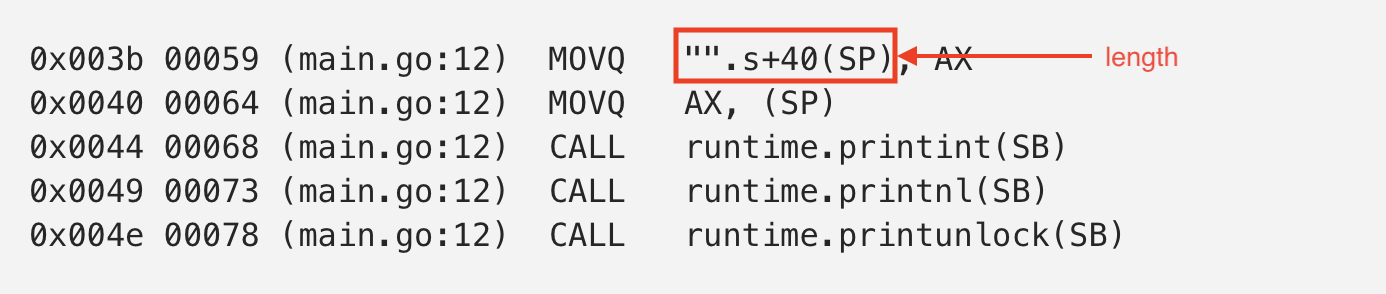 0x003b 00059 (main.go:12)  MOVQ   "".s+40(SP), AX length
0x0040 00064 (main.go:12)  MOVQ   AX, (SP)
0x0044 00068 (main.go:12)  CALL   runtime.printint(SB)
0x0049 00073 (main.go:12)  CALL   runtime.printnl(SB)
0x004e 00078 (main.go:12)  CALL   runtime.printunlock(SB)